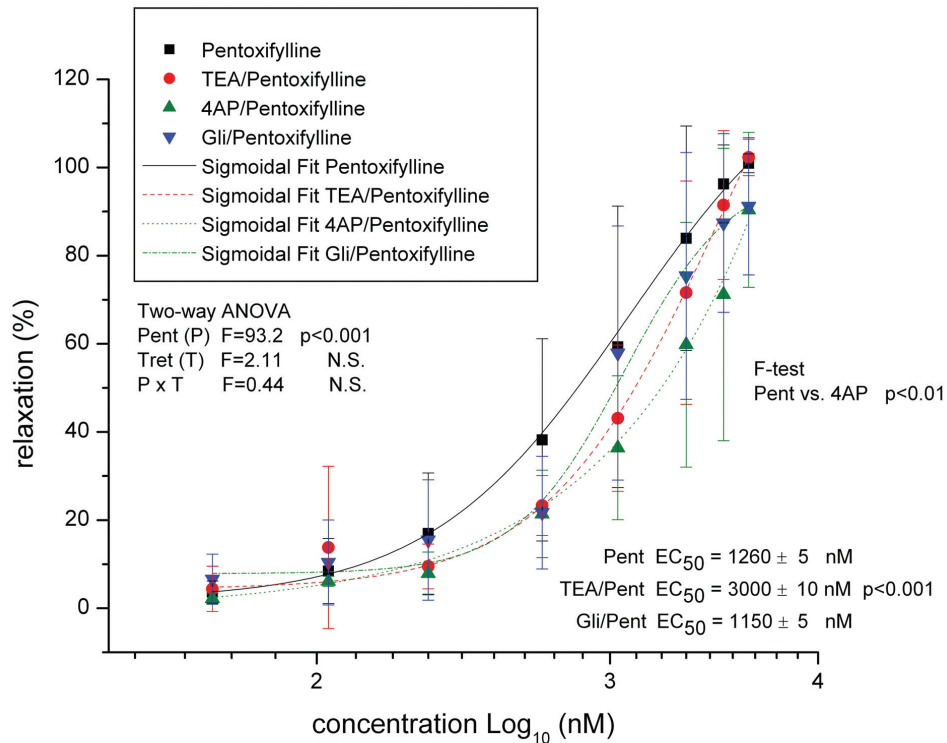 Pentoxifylline
TEA/Pentoxifylline
4AP/Pentoxifylline
Gli/Pentoxifylline
Sigmoidal Fit Pentoxifylline
Sigmoidal Fit TEA/Pentoxifylline
Sigmoidal Fit 4AP/Pentoxifylline
Sigmoidal Fit Gli/Pentoxifylline
120
100
80
60
40
20
0
relaxation (%)
Two-way ANOVA
Pent (P) F=93.2 p<0.001
Tret (T) F=2.11 N.S.
P x T F=0.44 N.S.
F-test
Pent vs. 4AP p<0.01
Pent EC50 = 1260 ± 5 nM
TEA/Pent EC50 = 3000 ± 10 nM p<0.001
Gli/Pent EC50 = 1150 ± 5 nM
2 3 4
concentration Log10 (nM)